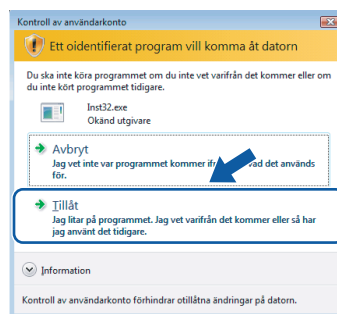 Kontroll av användarkonto
Ett oidentifierat program vill komma åt datorn
Du ska inte köra programmet om du inte vet varifrån det kommer eller om
du inte kört programmet tidigare.
Inst32.exe
Okänd utgivare
Avbryt
Jag vet inte var programmet kommer vad det används
för.
Tillåt
Jag litar på programmet. Jag vet varifrån det kommer eller så har
jag använt det tidigare.
Information
Kontroll av användarkonto förhindrar otillåtna ändringar på datorn.